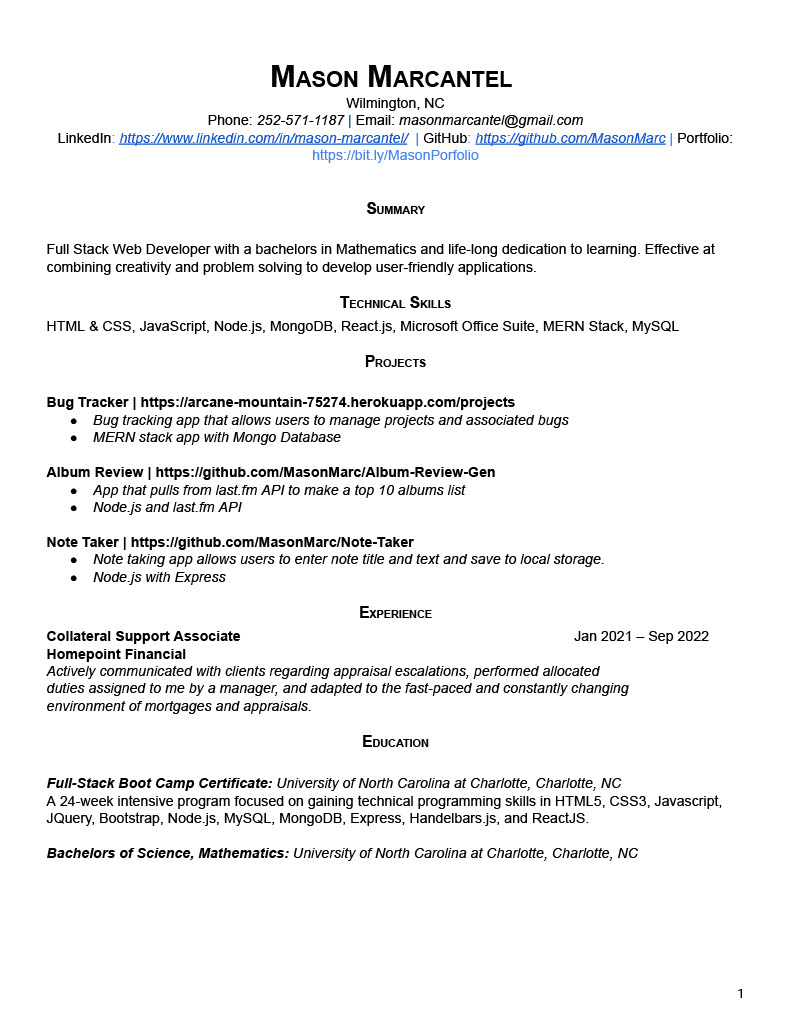 Mason Marcantel
Wilmington, NC
Phone: 252-571-1187 | Email: masonmarcantel@gmail.com
LinkedIn: https://www.linkedin.com/in/mason-marcantel/ | GitHub: https://github.com/MasonMarc | Portfolio:
https://bit.ly/MasonPorfolio
Summary
Full Stack Web Developer with a bachelors in Mathematics and life-long dedication to learning. Effective at
combining creativity and problem solving to develop user-friendly applications.
Technical Skills
HTML & CSS, JavaScript, Node.js, MongoDB, React.js, Microsoft Office Suite, MERN Stack, MySQL
Projects
Bug Tracker | https://arcane-mountain-75274.herokuapp.com/projects
● Bug tracking app that allows users to manage projects and associated bugs
● MERN stack app with Mongo Database
Album Review | https://github.com/MasonMarc/Album-Review-Gen
● App that pulls from last.fm API to make a top 10 albums list
● Node.js and last.fm API
Note Taker | https://github.com/MasonMarc/Note-Taker
● Note taking app allows users to enter note title and text and save to local storage.
● Node.js with Express
Experience
Collateral Support Associate Jan 2021 – Sep 2022
Homepoint Financial
Actively communicated with clients regarding appraisal escalations, performed allocated
duties assigned to me by a manager, and adapted to the fast-paced and constantly changing
environment of mortgages and appraisals.
Education
Full-Stack Boot Camp Certificate: University of North Carolina at Charlotte, Charlotte, NC
A 24-week intensive program focused on gaining technical programming skills in HTML5, CSS3, Javascript,
JQuery, Bootstrap, Node.js, MySQL, MongoDB, Express, Handelbars.js, and ReactJS.
Bachelors of Science, Mathematics: University of North Carolina at Charlotte, Charlotte, NC
1